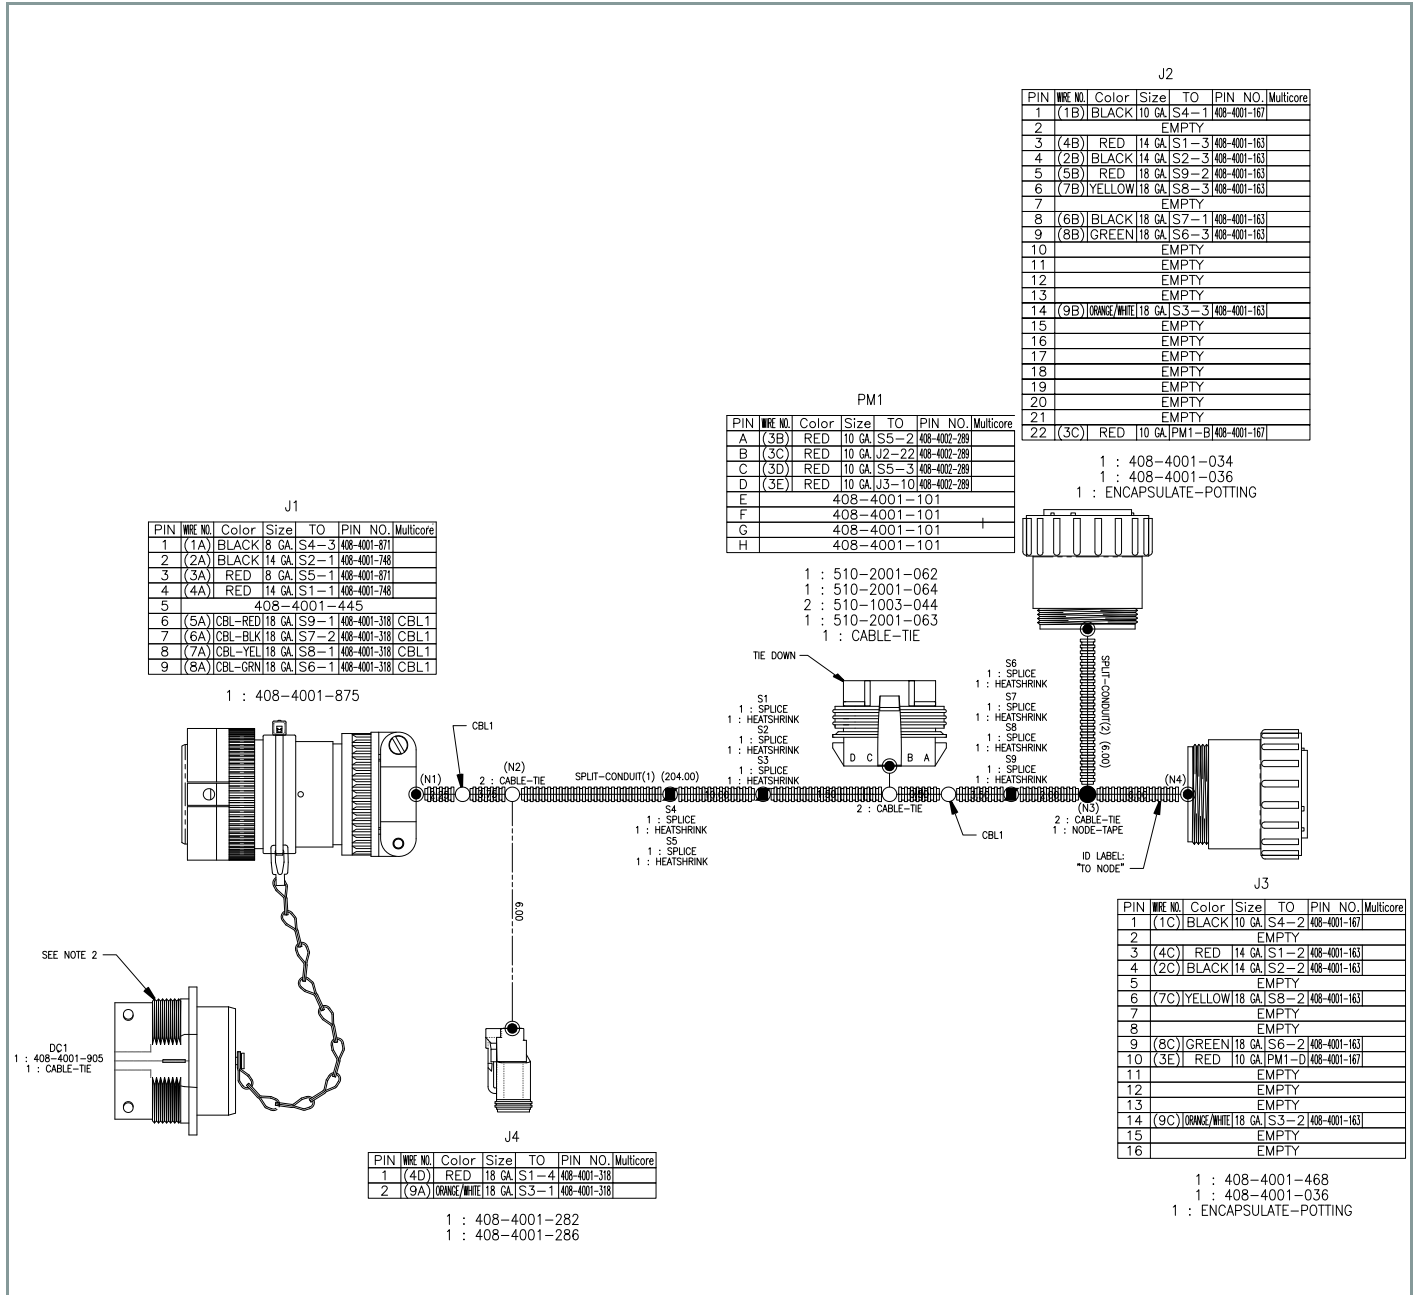 J2
PIN WIRE NO. Color Size TO PIN NO. Multicore
1 (1B) BLACK 10 GA. S4-1 408-4001-167
2 EMPTY
3 (4B) RED 14 GA. S1-3 408-4001-163
4 (2B) BLACK 14 GA. S2-3 408-4001-163
5 (5B) RED 18 GA. S9-2 408-4001-163
6 (7B) YELLOW 18 GA. S8-3 408-4001-163
7 EMPTY
8 (6B) BLACK 18 GA. S7-1 408-4001-163
9 (8B) GREEN 18 GA. S6-3 408-4001-163
10 EMPTY
11 EMPTY
12 EMPTY
13 EMPTY
14 (9B) ORANGE/WHITE 18 GA. S3-3 408-4001-163
15 EMPTY
16 EMPTY
17 EMPTY
18 EMPTY
19 EMPTY
20 EMPTY
21 EMPTY
22 (3C) RED 10 GA. PM1-B 408-4001-167
1 : 408-4001-034
1 : 408-4001-036
1 : ENCAPSULATE-POTTING
PM1
PIN WIRE NO. Color Size TO PIN NO. Multicore
A (3B) RED 10 GA. S5-2 408-4002-289
B (3C) RED 10 GA. J2-22 408-4002-289
C (3D) RED 10 GA. S5-3 408-4002-289
D (3E) RED 10 GA. J3-10 408-4002-289
E 408-4001-101
F 408-4001-101
G 408-4001-101
H 408-4001-101
1 : 510-2001-062
1 : 510-2001-064
2 : 510-1003-044
1 : 510-2001-063
1 : CABLE-TIE
J1
PIN WIRE NO. Color Size TO PIN NO. Multicore
1 (1A) BLACK 8 GA. S4-3 408-4001-871
2 (2A) BLACK 14 GA. S2-1 408-4001-748
3 (3A) RED 8 GA. S5-1 408-4001-871
4 (4A) RED 14 GA. S1-1 408-4001-748
5 408-4001-445
6 (5A) CBL-RED 18 GA. S9-1 408-4001-318 CBL1
7 (6A) CBL-BLK 18 GA. S7-2 408-4001-318 CBL1
8 (7A) CBL-YEL 18 GA. S8-1 408-4001-318 CBL1
9 (8A) CBL-GRN 18 GA. S6-1 408-4001-318 CBL1
1 : 408-4001-875
TIE DOWN
S1
1 : SPLICE
1 : HEATSHRINK
S2
1 : SPLICE
1 : HEATSHRINK
S3
1 : SPLICE
1 : HEATSHRINK
D C B A
S6
1 : SPLICE
1 : HEATSHRINK
S7
1 : SPLICE
1 : HEATSHRINK
S8
1 : SPLICE
1 : HEATSHRINK
S9
1 : SPLICE
1 : HEATSHRINK
SPLIT-CONDUIT(2) (6.00)
CBL1
(N1)
(N2)
2 : CABLE-TIE
SPLIT-CONDUIT(1) (204.00)
(N4)
S4
1 : SPLICE
1 : HEATSHRINK
S5
1 : SPLICE
1 : HEATSHRINK
2 : CABLE-TIE
CBL1
(N3)
2 : CABLE-TIE
1 : NODE-TAPE
ID LABEL:
"TO NODE"
6.00
SEE NOTE 2
DC1
1 : 408-4001-905
1 : CABLE-TIE
J3
PIN WIRE NO. Color Size TO PIN NO. Multicore
1 (1C) BLACK 10 GA. S4-2 408-4001-167
2 EMPTY
3 (4C) RED 14 GA. S1-2 408-4001-163
4 (2C) BLACK 14 GA. S2-2 408-4001-163
5 EMPTY
6 (7C) YELLOW 18 GA. S8-2 408-4001-163
7 EMPTY
8 EMPTY
9 (8C) GREEN 18 GA. S6-2 408-4001-163
10 (3E) RED 10 GA. PM1-D 408-4001-167
11 EMPTY
12 EMPTY
13 EMPTY
14 (9C) ORANGE/WHITE 18 GA. S3-2 408-4001-163
15 EMPTY
16 EMPTY
1 : 408-4001-468
1 : 408-4001-036
1 : ENCAPSULATE-POTTING
J4
PIN WIRE NO. Color Size TO PIN NO. Multicore
1 (4D) RED 18 GA. S1-4 408-4001-318
2 (9A) ORANGE/WHITE 18 GA. S3-1 408-4001-318
1 : 408-4001-282
1 : 408-4001-286